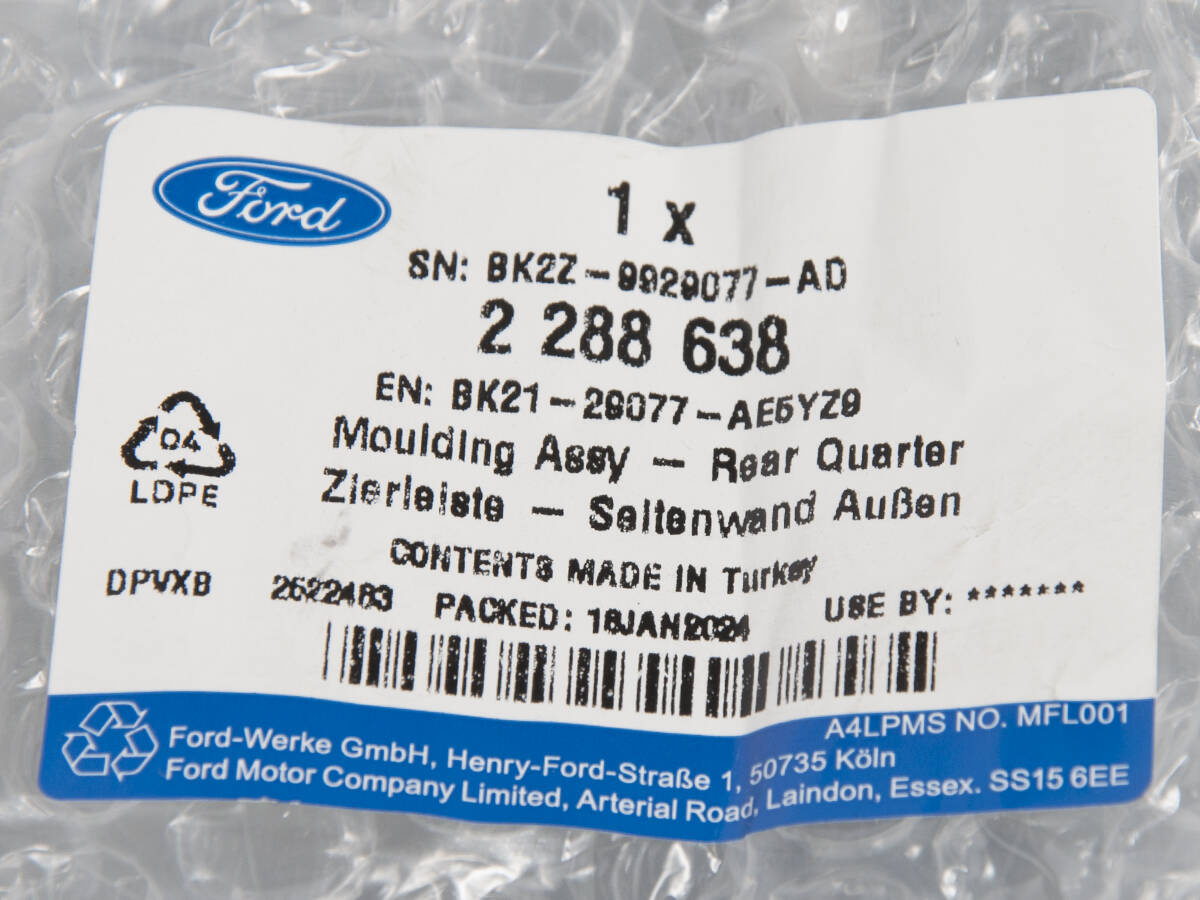 Ford
1 x
SN: BK2Z-9929077-AD
2 288 638
EN: BK21-29077-AE5YZ9
Moulding Assy - Rear Quarter
Zierleiste - Seitenwand Außen
04
LDPE
CONTENTS MADE IN Turkey
DPVXB 2622483 PACKED: 18JAN2024 USE BY: *******
A4LPMS NO. MFL001
Ford-Werke GmbH, Henry-Ford-Straße 1, 50735 Köln
Ford Motor Company Limited, Arterial Road, Laindon, Essex. SS15 6EE